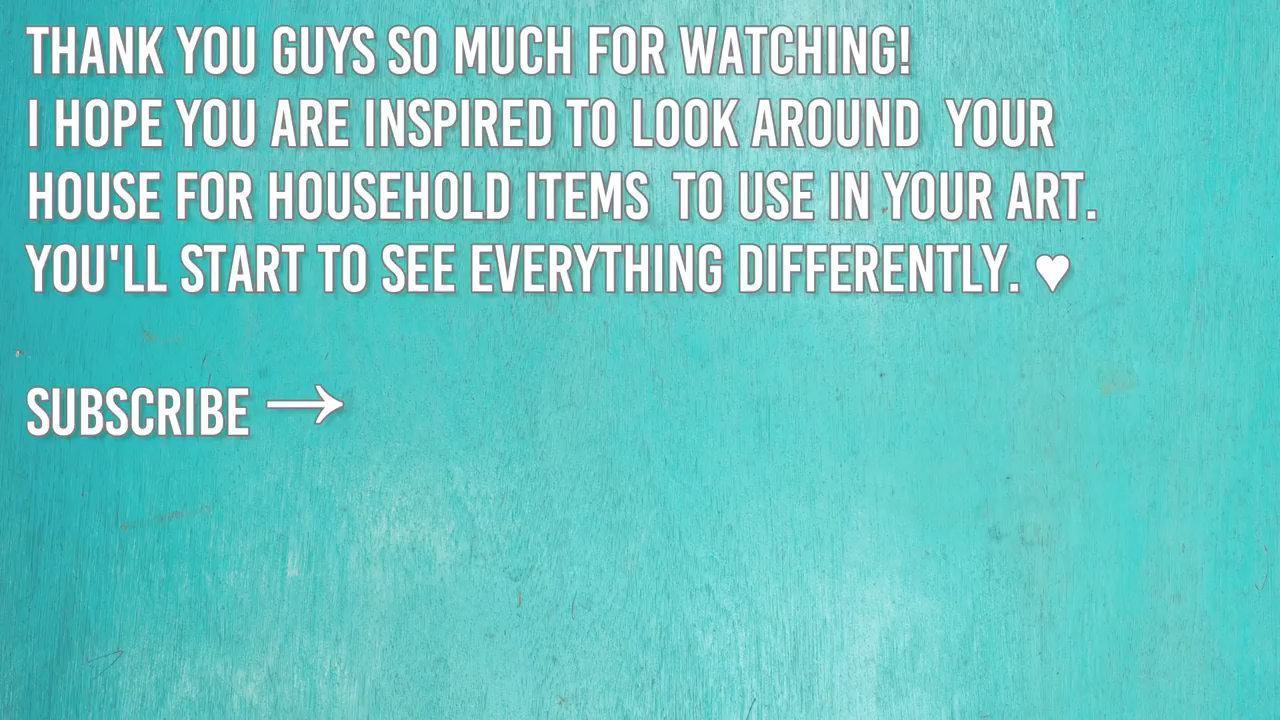 THANK YOU GUYS SO MUCH FOR WATCHING!
I HOPE YOU ARE INSPIRED TO LOOK AROUND  YOUR
HOUSE FOR HOUSEHOLD ITEMS  TO USE IN YOUR ART.
YOU'LL START TO SEE EVERYTHING DIFFERENTLY. ♥
SUBSCRIBE →